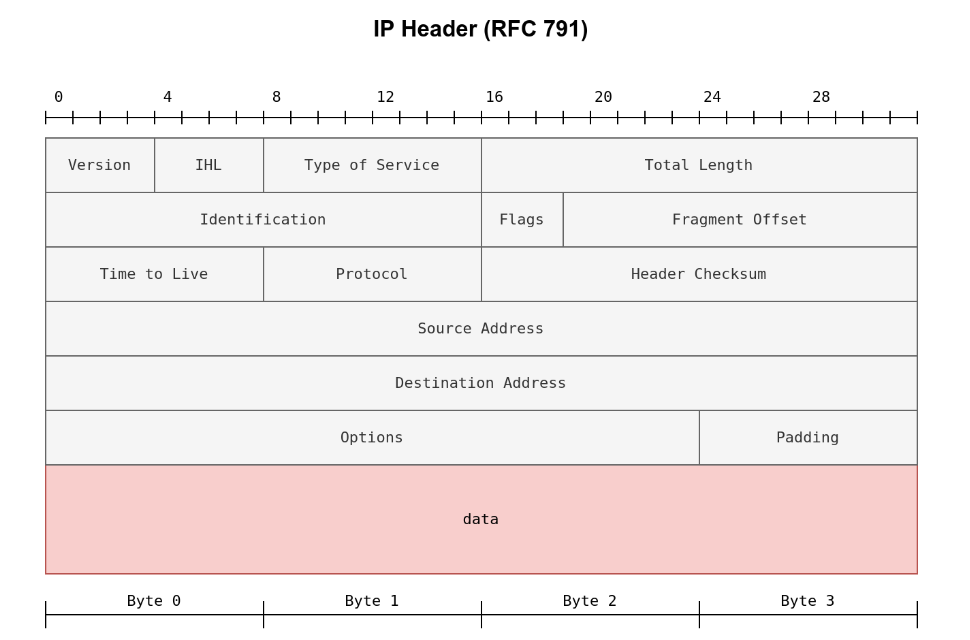 IP Header (RFC 791)
0 4 8 12 16 20 24 28
Version IHL Type of Service Total Length
Identification Flags Fragment Offset
Time to Live Protocol Header Checksum
Source Address
Destination Address
Options Padding
data
Byte 0 Byte 1 Byte 2 Byte 3